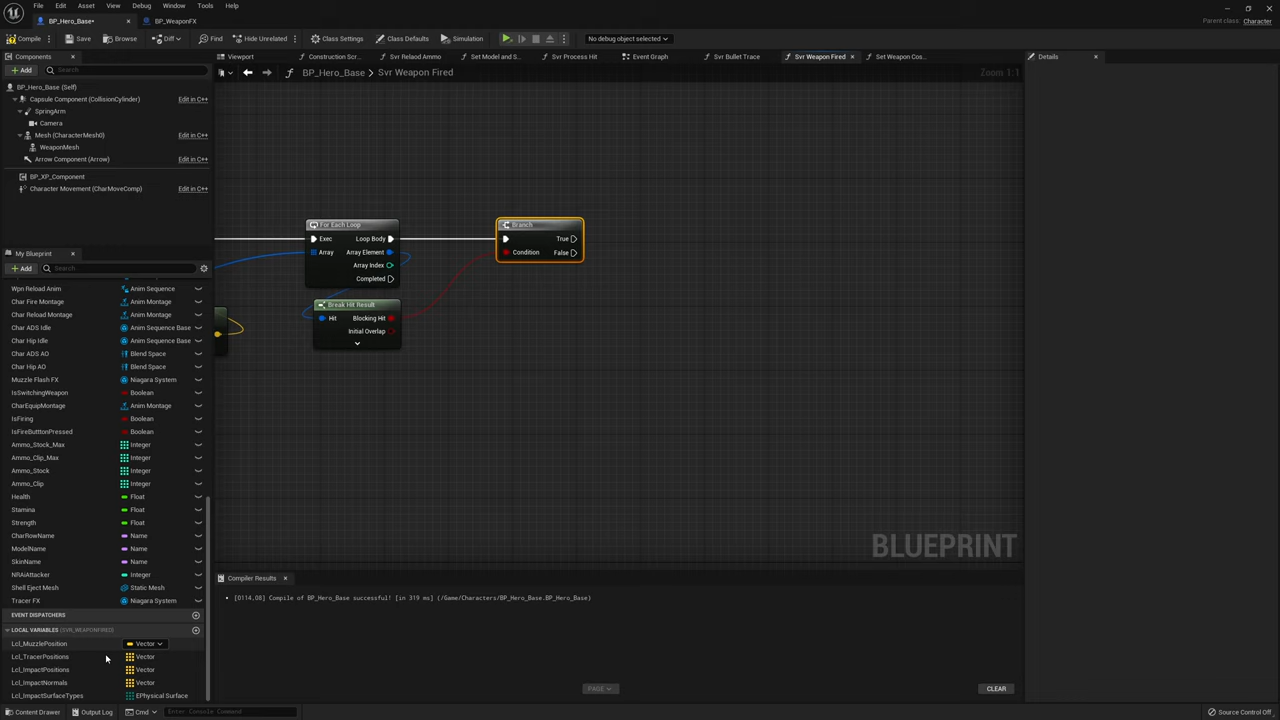 File Edit Asset View Debug Window Tools Help
BP_Hero_Base* BP_WeaponFX Parent class: Character
Compile Save Browse Diff Find Hide Unrelated Class Settings Class Defaults Simulation No debug object selected
Components Viewport Construction Scr... Svr Reload Ammo Set Model and S... Svr Process Hit Event Graph Svr Bullet Trace Svr Weapon Fired Set Weapon Cos... Details
Add Search BP_Hero_Base > Svr Weapon Fired Zoom 1:1
BP_Hero_Base (Self)
Capsule Component (CollisionCylinder) Edit in C++
SpringArm
Camera
Mesh (CharacterMesh0) Edit in C++
WeaponMesh
Arrow Component (Arrow) Edit in C++
BP_XP_Component
Character Movement (CharMoveComp) Edit in C++
For Each Loop
Exec Loop Body
Array Array Element
Array Index
Completed
Branch
True
Condition False
Break Hit Result
Hit Blocking Hit
Initial Overlap
My Blueprint
Add Search
Wpn Reload Anim Anim Sequence
Char Fire Montage Anim Montage
Char Reload Montage Anim Montage
Char ADS Idle Anim Sequence Base
Char Hip Idle Anim Sequence Base
Char ADS AO Blend Space
Char Hip AO Blend Space
Muzzle Flash FX Niagara System
IsSwitchingWeapon Boolean
CharEquipMontage Anim Montage
IsFiring Boolean
IsFireButttonPressed Boolean
Ammo_Stock_Max Integer
Ammo_Clip_Max Integer
Ammo_Stock Integer
Ammo_Clip Integer
Health Float
Stamina Float
Strength Float
CharRowName Name
ModelName Name
SkinName Name
NRAiAttacker Integer
Shell Eject Mesh Static Mesh
Tracer FX Niagara System
EVENT DISPATCHERS
LOCAL VARIABLES (SVR_WEAPONFIRED)
Lcl_MuzzlePosition Vector
Lcl_TracerPositions Vector
Lcl_ImpactPositions Vector
Lcl_ImpactNormals Vector
Lcl_ImpactSurfaceTypes EPhysical Surface
BLUEPRINT
Compiler Results
[0114.08] Compile of BP_Hero_Base successful! [in 319 ms] (/Game/Characters/BP_Hero_Base.BP_Hero_Base)
PAGE CLEAR
Content Drawer Output Log Cmd Enter Console Command Source Control Off